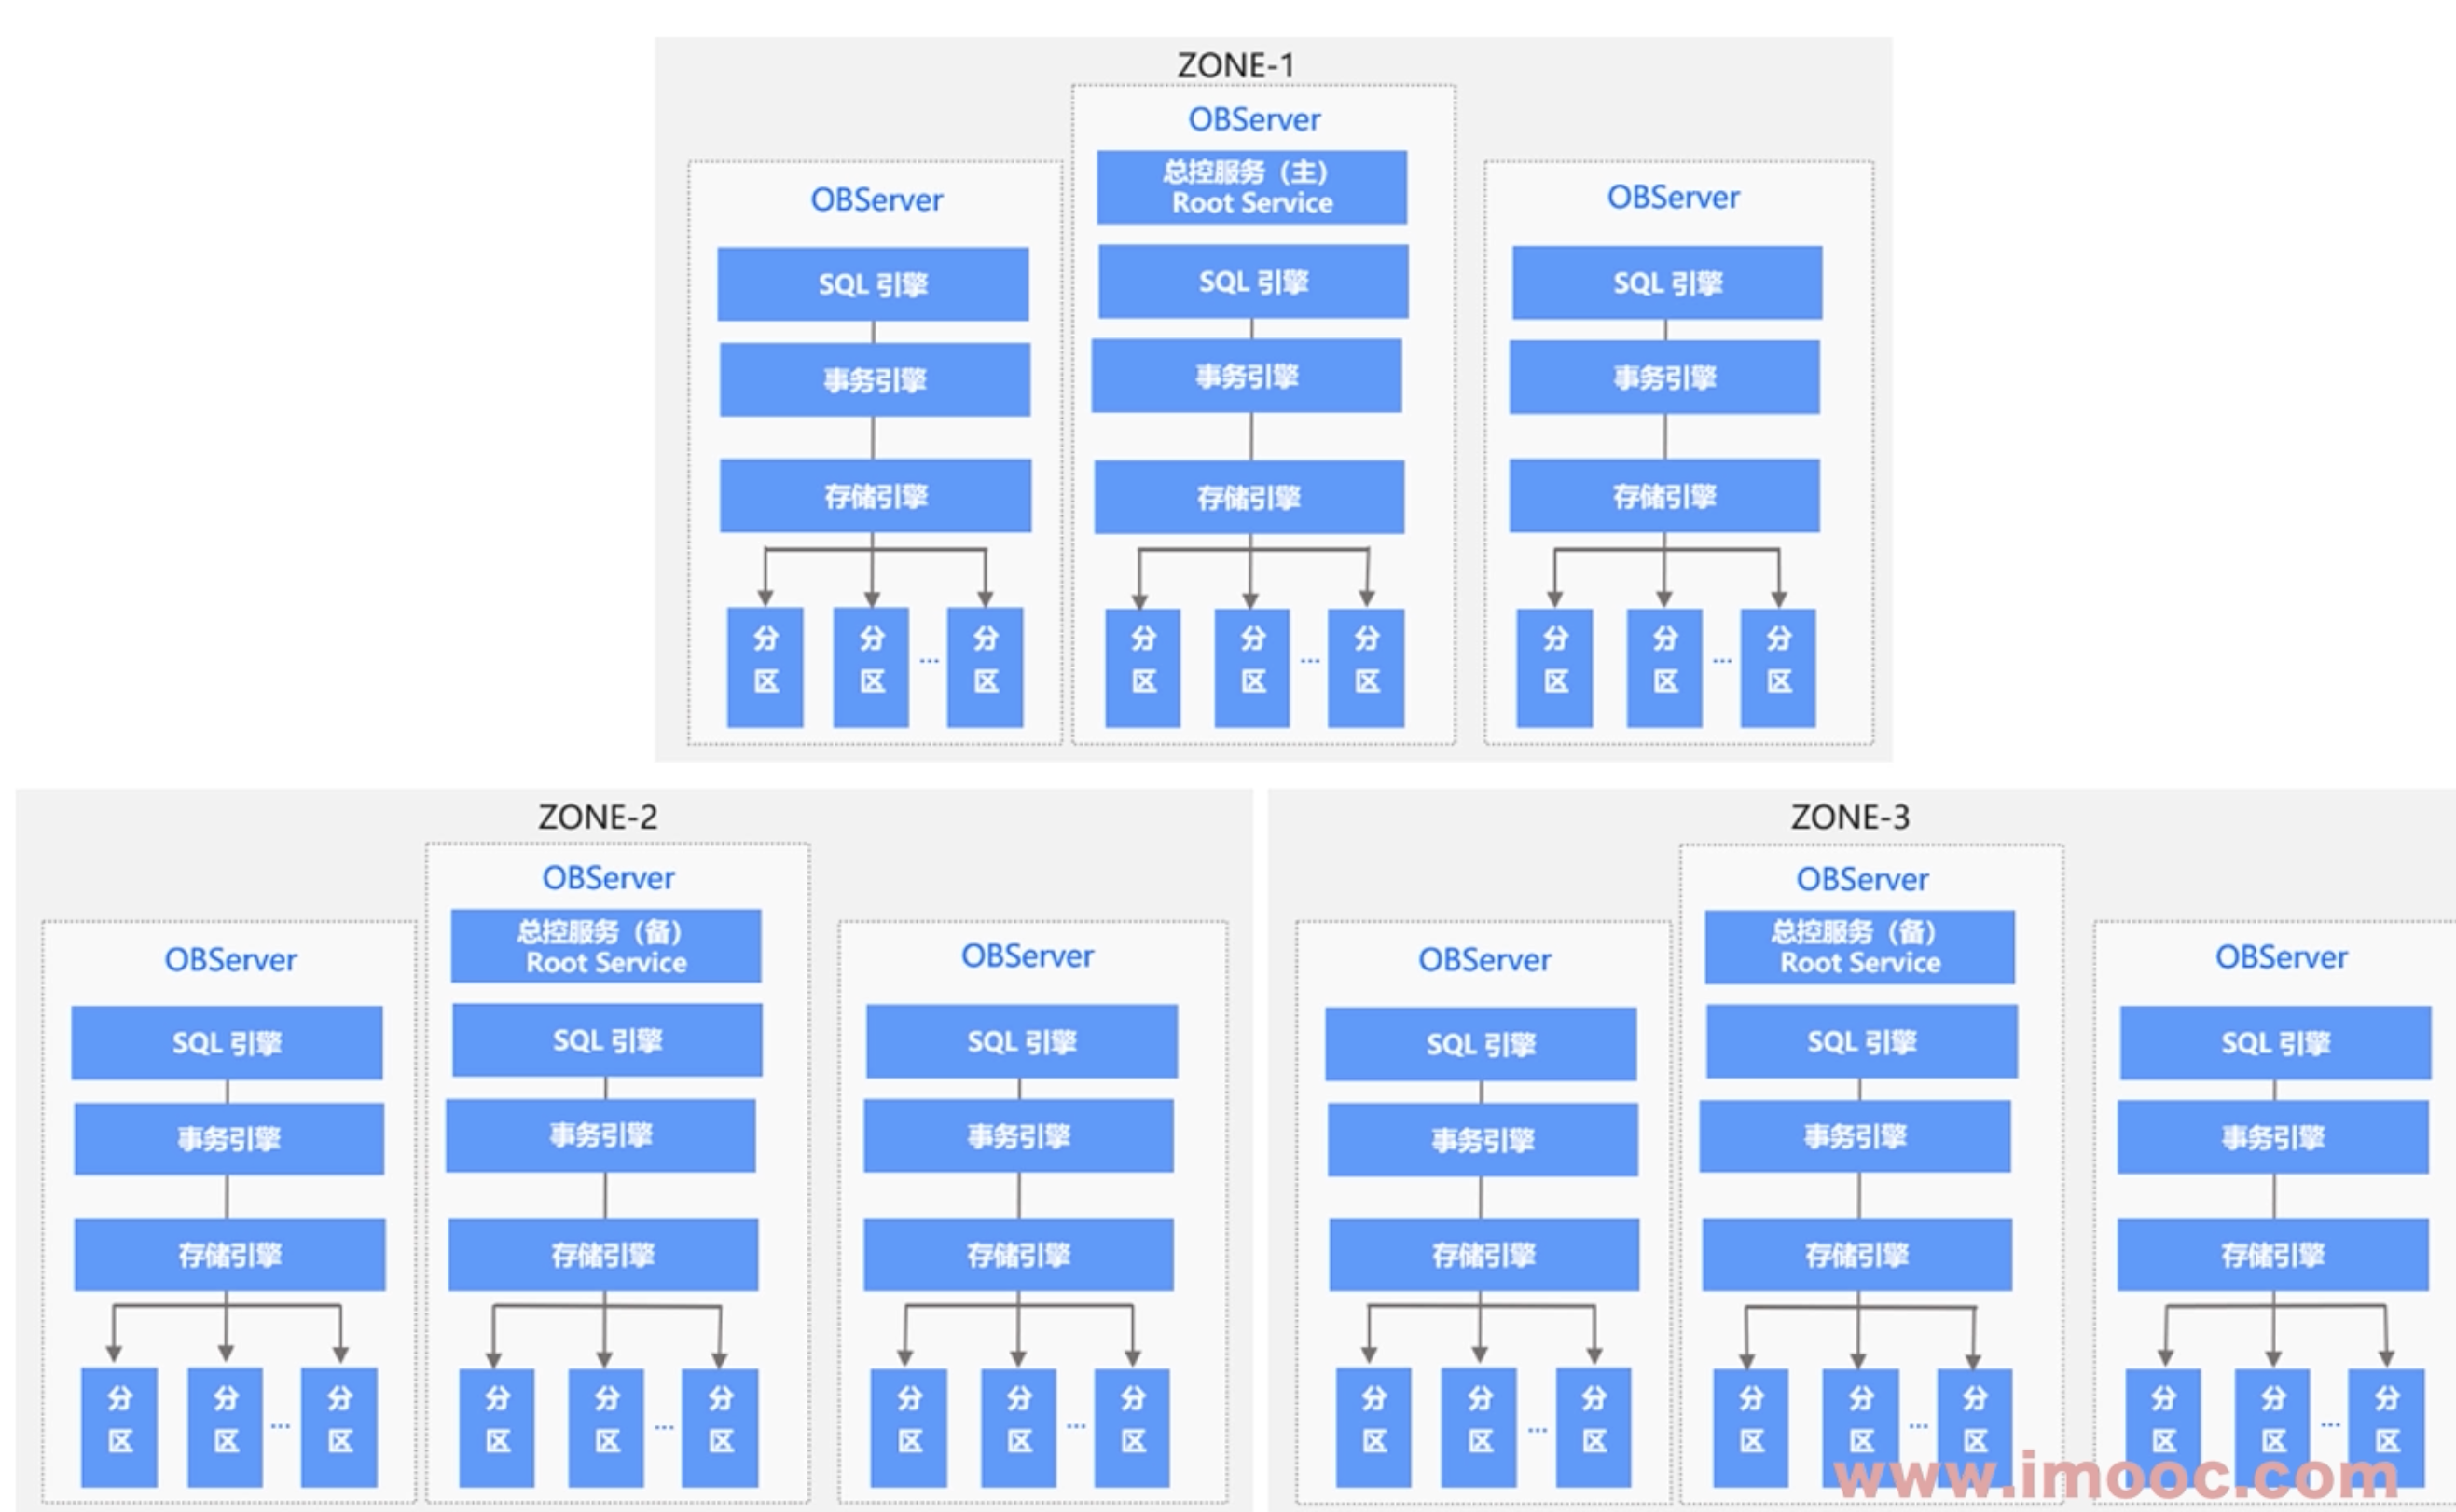 ZONE-1
OBServer
总控服务（主）
Root Service
OBServer
OBServer
SQL 引擎
SQL 引擎
SQL 引擎
事务引擎
事务引擎
事务引擎
存储引擎
存储引擎
存储引擎
分区
分区
...
分区
分区
分区
...
分区
分区
分区
...
分区
ZONE-2
OBServer
总控服务（备）
Root Service
OBServer
OBServer
SQL 引擎
SQL 引擎
SQL 引擎
事务引擎
事务引擎
事务引擎
存储引擎
存储引擎
存储引擎
分区
分区
...
分区
分区
分区
...
分区
分区
分区
...
分区
ZONE-3
OBServer
总控服务（备）
Root Service
OBServer
OBServer
SQL 引擎
SQL 引擎
SQL 引擎
事务引擎
事务引擎
事务引擎
存储引擎
存储引擎
存储引擎
分区
分区
...
分区
分区
分区
...
分区
分区
分区
...
分区
www.imooc.com